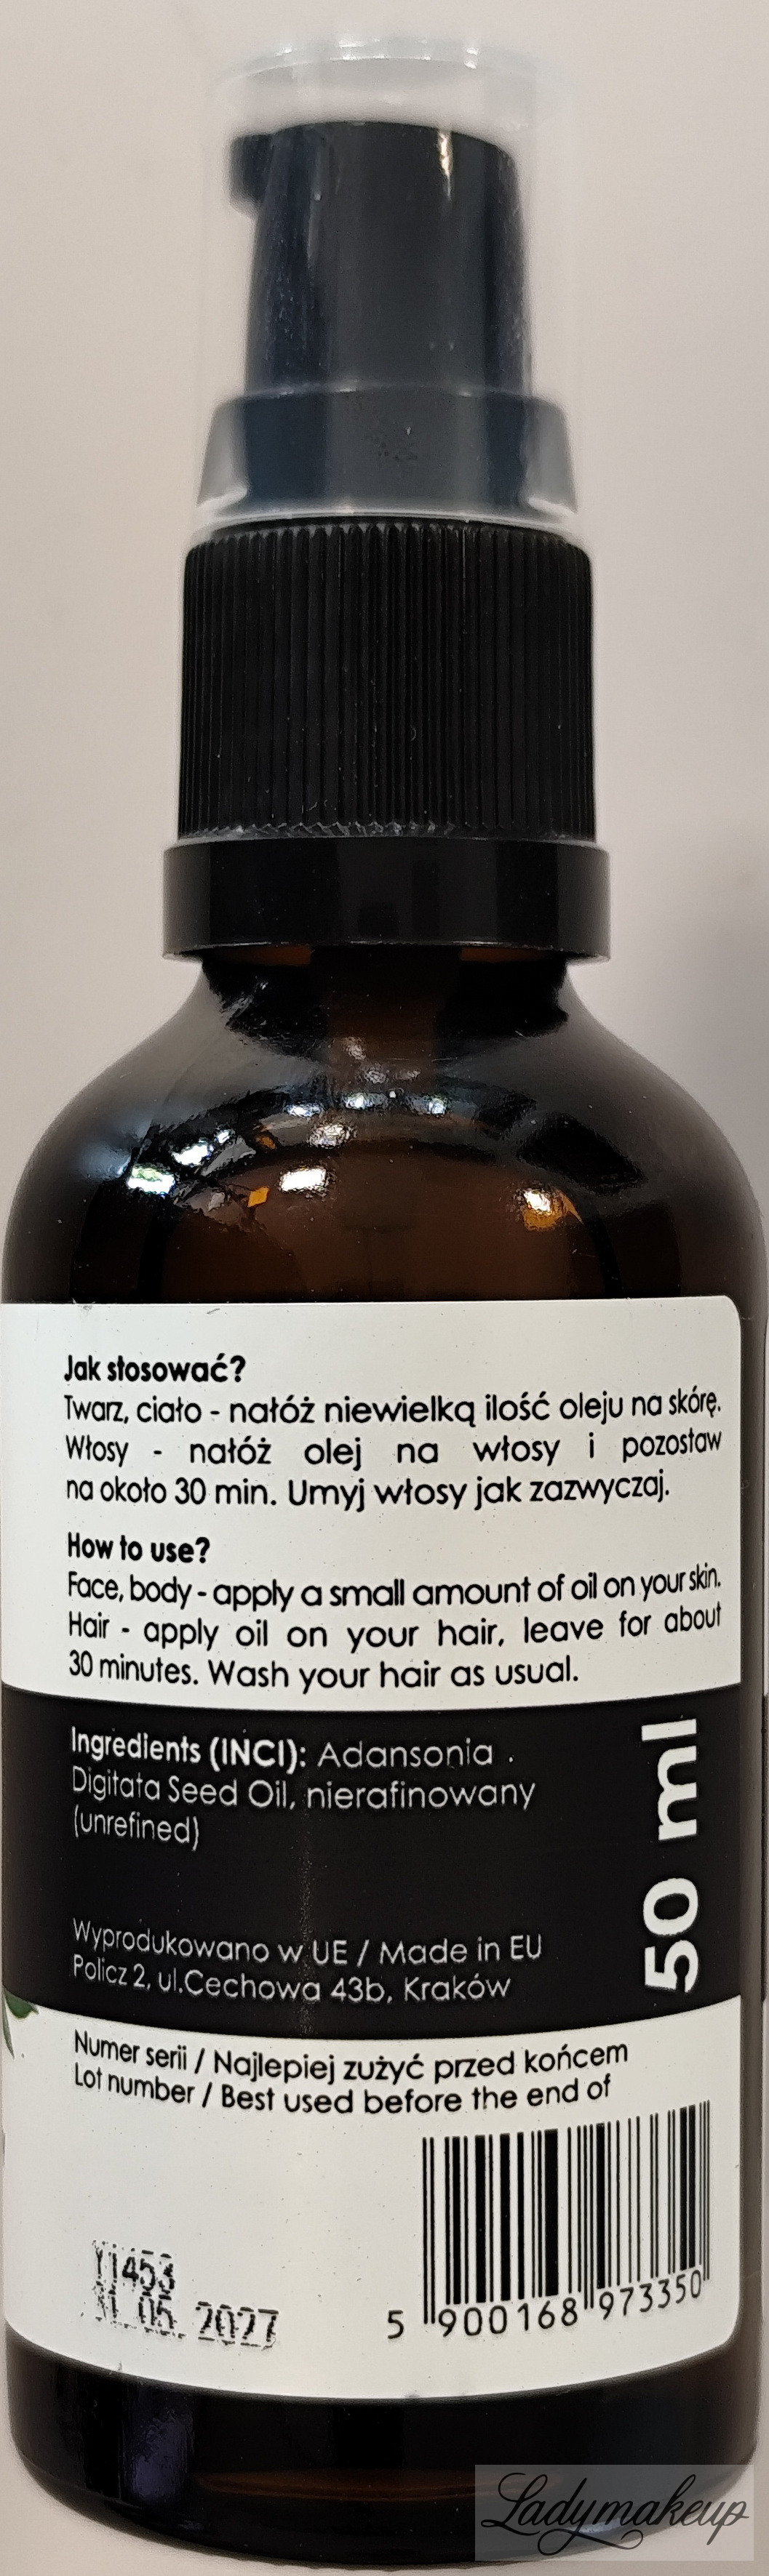 Jak stosować?
Twarz, ciało - nałóż niewielką ilość oleju na skórę.
Włosy - nałóż olej na włosy i pozostaw
na około 30 min. Umyj włosy jak zazwyczaj.
How to use?
Face, body - apply a small amount of oil on your skin.
Hair - apply oil on your hair, leave for about
30 minutes. Wash your hair as usual.
Ingredients (INCI): Adansonia .
Digitata Seed Oil, nierafinowany
(unrefined)
50 ml
Wyprodukowano w UE / Made in EU
Policz 2, ul.Cechowa 43b, Kraków
Numer serii / Najlepiej zużyć przed końcem
Lot number / Best used before the end of
05. 2027
5 900168 973350
Ladymakeup